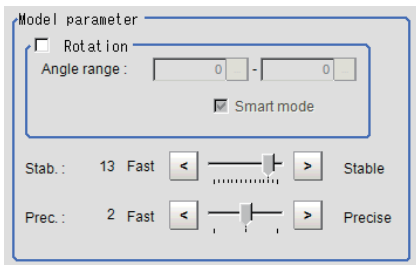 Model parameter
Rotation
Angle range : 0 ... - 0 ...
Smart mode
Stab. : 13 Fast < > Stable
Prec. : 2 Fast < > Precise